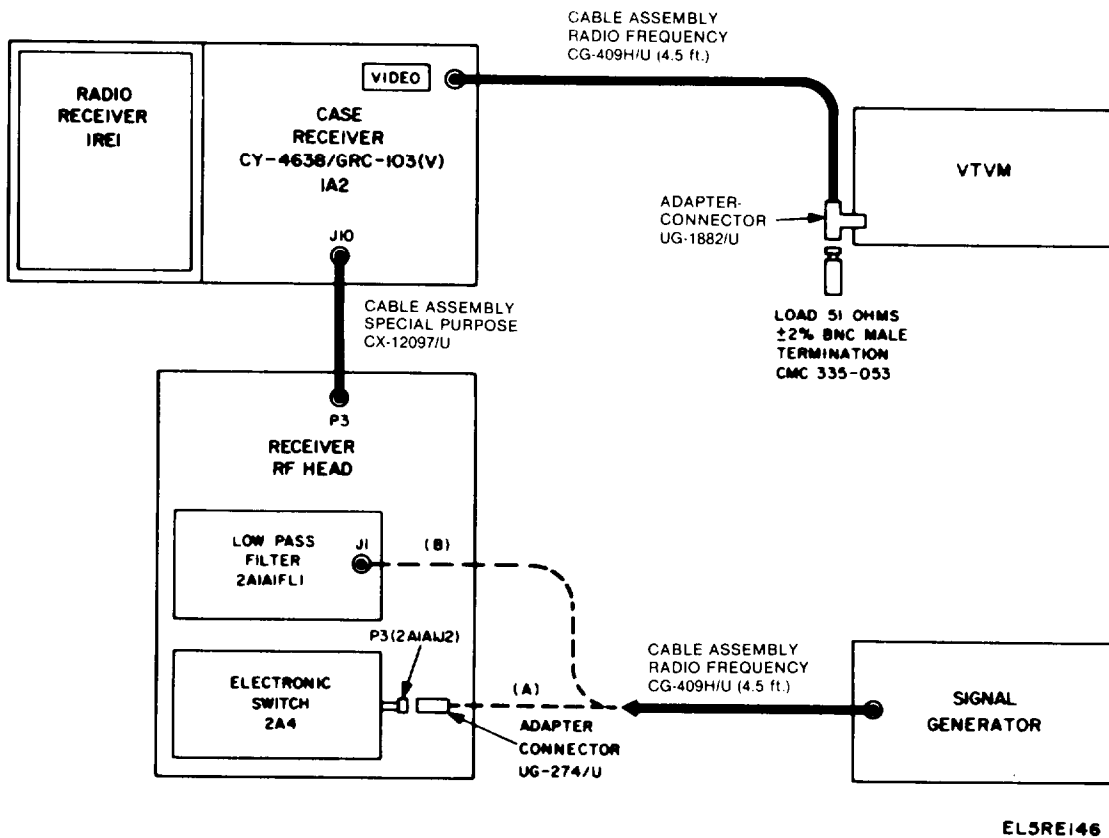 CABLE ASSEMBLY
RADIO FREQUENCY
CG-409H/U (4.5 ft.)
VIDEO
RADIO
RECEIVER
IREI
CASE
RECEIVER
CY-4638/GRC-103(V)
IA2
VTVM
ADAPTER-
CONNECTOR
UG-1882/U
J10
CABLE ASSEMBLY
SPECIAL PURPOSE
CX-12097/U
LOAD 51 OHMS
±2% BNC MALE
TERMINATION
CMC 335-053
P3
RECEIVER
RF HEAD
LOW PASS
FILTER
2A1A1FL1
J1
(B)
P3(2A1A1J2)
ELECTRONIC
SWITCH
2A4
(A)
ADAPTER
CONNECTOR
UG-274/U
CABLE ASSEMBLY
RADIO FREQUENCY
CG-409H/U (4.5 ft.)
SIGNAL
GENERATOR
EL5RE146